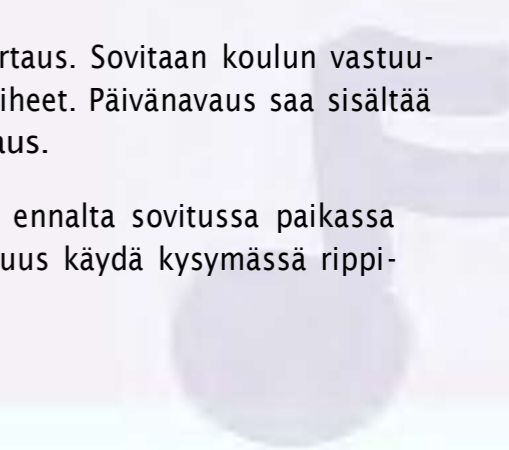 rtaus. Sovitaan koulun vastuu-
iheet. Päivänavaus saa sisältää
aus.
ennalta sovitussa paikassa
uus käydä kysymässä rippi-